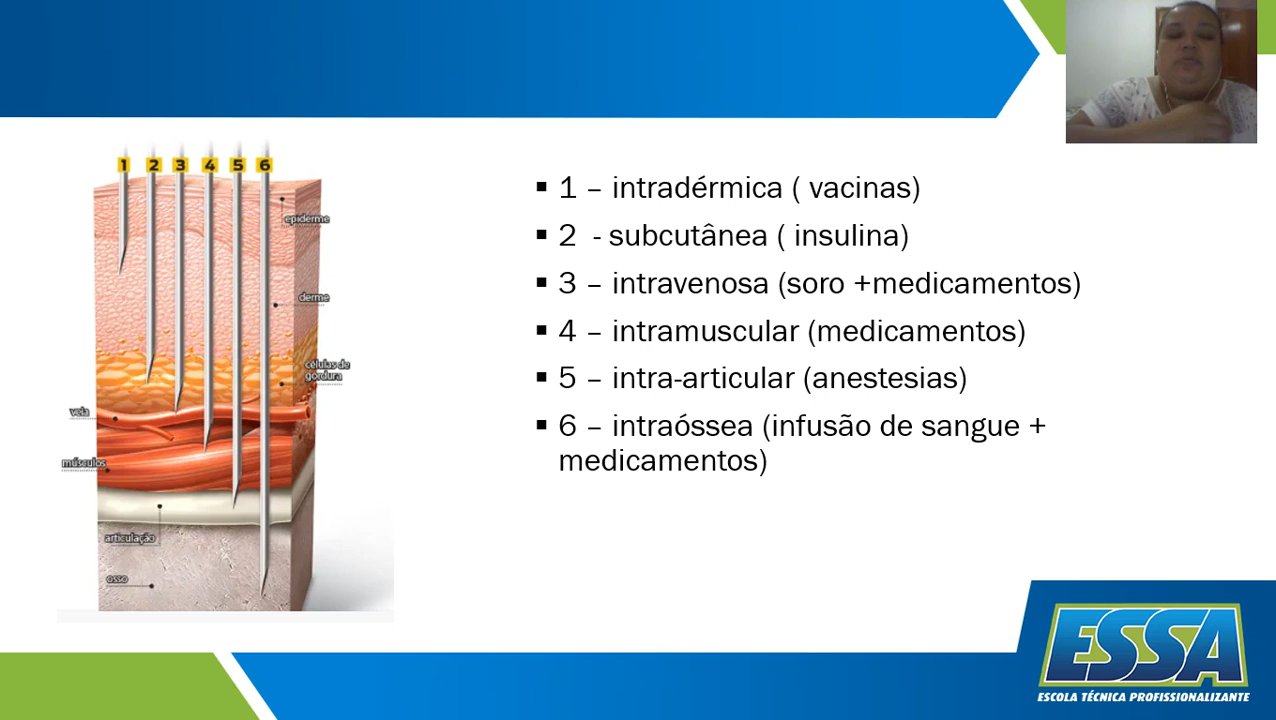 1 2 3 4 5 6
epiderme
derme
células de
gordura
veia
músculos
articulação
osso
▪ 1 – intradérmica ( vacinas)
▪ 2 - subcutânea ( insulina)
▪ 3 – intravenosa (soro +medicamentos)
▪ 4 – intramuscular (medicamentos)
▪ 5 – intra-articular (anestesias)
▪ 6 – intraóssea (infusão de sangue +
medicamentos)
ESSA
ESCOLA TÉCNICA PROFISSIONALIZANTE